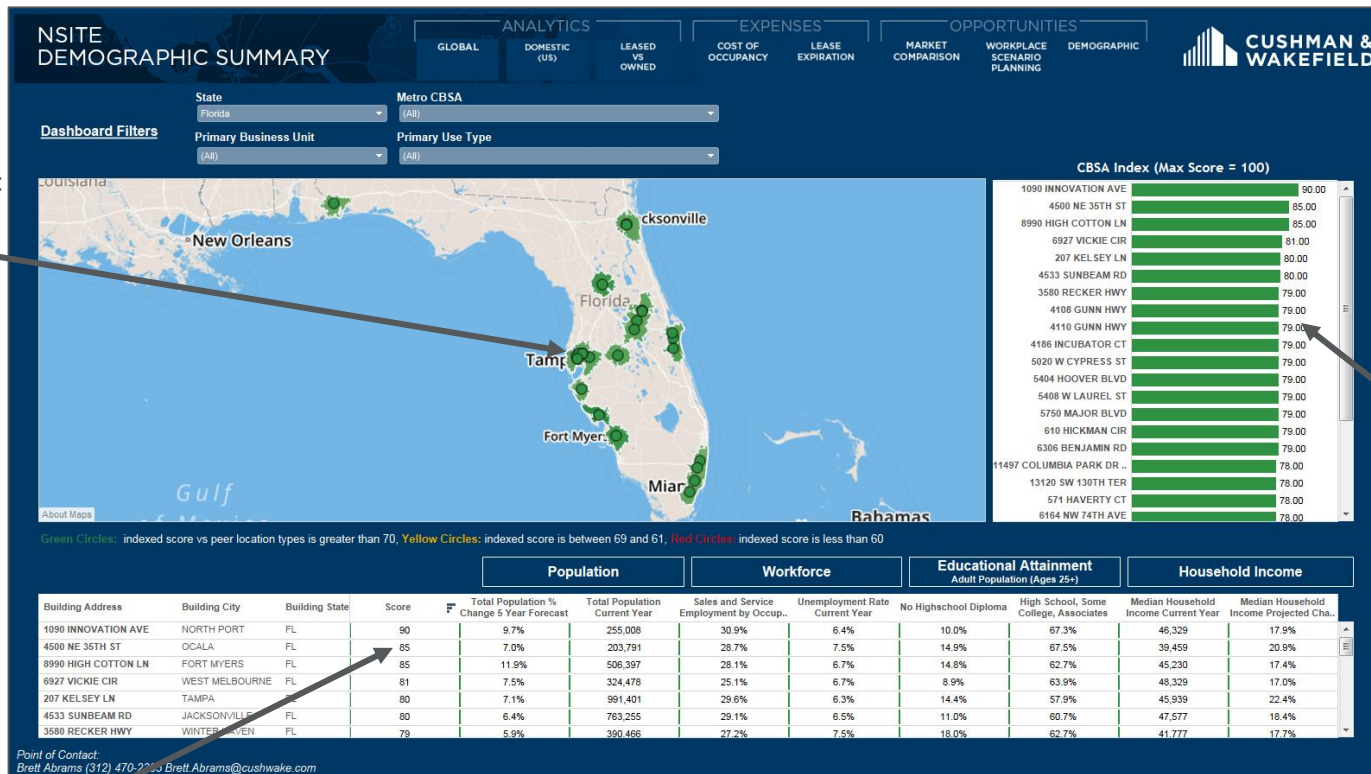 NSITE
DEMOGRAPHIC SUMMARY
ANALYTICS
EXPENSES
OPPORTUNITIES
GLOBAL
DOMESTIC
(US)
LEASED
VS
OWNED
COST OF
OCCUPANCY
LEASE
EXPIRATION
MARKET
COMPARISON
WORKPLACE
SCENARIO
PLANNING
DEMOGRAPHIC
CUSHMAN &
WAKEFIELD
Dashboard Filters
State
Florida
Metro CBSA
(All)
Primary Business Unit
(All)
Primary Use Type
(All)
Louisiana
New Orleans
cksonville
Florida
Tamp
Fort Myer
Miar
Gulf
Bahamas
About Maps
CBSA Index (Max Score = 100)
1090 INNOVATION AVE 90.00
4500 NE 35TH ST 85.00
8990 HIGH COTTON LN 85.00
6927 VICKIE CIR 81.00
207 KELSEY LN 80.00
4533 SUNBEAM RD 80.00
3580 RECKER HWY 79.00
4108 GUNN HWY 79.00
4110 GUNN HWY 79.00
4186 INCUBATOR CT 79.00
5020 W CYPRESS ST 79.00
5404 HOOVER BLVD 79.00
5408 W LAUREL ST 79.00
5750 MAJOR BLVD 79.00
610 HICKMAN CIR 79.00
6306 BENJAMIN RD 79.00
11497 COLUMBIA PARK DR .. 78.00
13120 SW 130TH TER 78.00
571 HAVERTY CT 78.00
6164 NW 74TH AVE 78.00
Green Circles: indexed score vs peer location types is greater than 70, Yellow Circles: indexed score is between 69 and 61, Red Circles: indexed score is less than 60
Population
Workforce
Educational Attainment
Adult Population (Ages 25+)
Household Income
Building Address Building City Building State Score Total Population % Change 5 Year Forecast Total Population Current Year Sales and Service Employment by Occup.. Unemployment Rate Current Year No Highschool Diploma High School, Some College, Associates Median Household Income Current Year Median Household Income Projected Cha..
1090 INNOVATION AVE NORTH PORT FL 90 9.7% 255,008 30.9% 6.4% 10.0% 67.3% 46,329 17.9%
4500 NE 35TH ST OCALA FL 85 7.0% 203,791 28.7% 7.5% 14.9% 67.5% 39,459 20.9%
8990 HIGH COTTON LN FORT MYERS FL 85 11.9% 506,397 28.1% 6.7% 14.8% 62.7% 45,230 17.4%
6927 VICKIE CIR WEST MELBOURNE FL 81 7.5% 324,478 25.1% 6.7% 8.9% 63.9% 48,329 17.0%
207 KELSEY LN TAMPA 80 7.1% 991,401 29.6% 6.3% 14.4% 57.9% 45,939 22.4%
4533 SUNBEAM RD JACKSONVILLE FL 80 6.4% 763,255 29.1% 6.5% 11.0% 60.7% 47,577 18.4%
3580 RECKER HWY WINTER HAVEN FL 79 5.9% 390,466 27.2% 7.5% 18.0% 62.7% 41,777 17.7%
Point of Contact:
Brett Abrams (312) 470- Brett.Abrams@cushwake.com